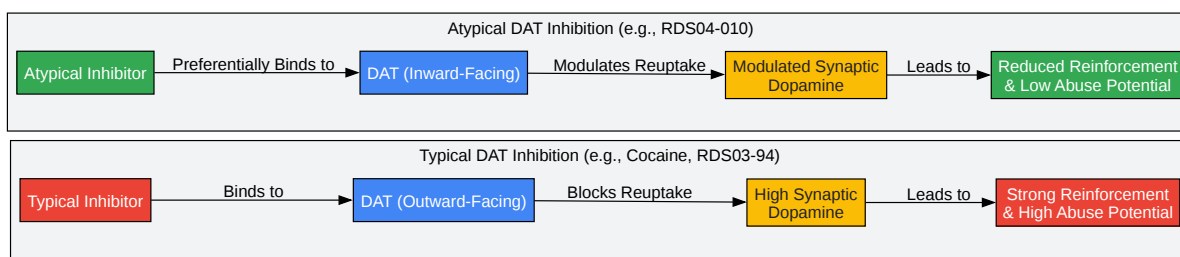 Atypical DAT Inhibition (e.g., RDS04-010)
Atypical Inhibitor
Preferentially Binds to
DAT (Inward-Facing)
Modulates Reuptake
Modulated Synaptic
Dopamine
Leads to
Reduced Reinforcement
& Low Abuse Potential
Typical DAT Inhibition (e.g., Cocaine, RDS03-94)
Typical Inhibitor
Binds to
DAT (Outward-Facing)
Blocks Reuptake
High Synaptic
Dopamine
Leads to
Strong Reinforcement
& High Abuse Potential